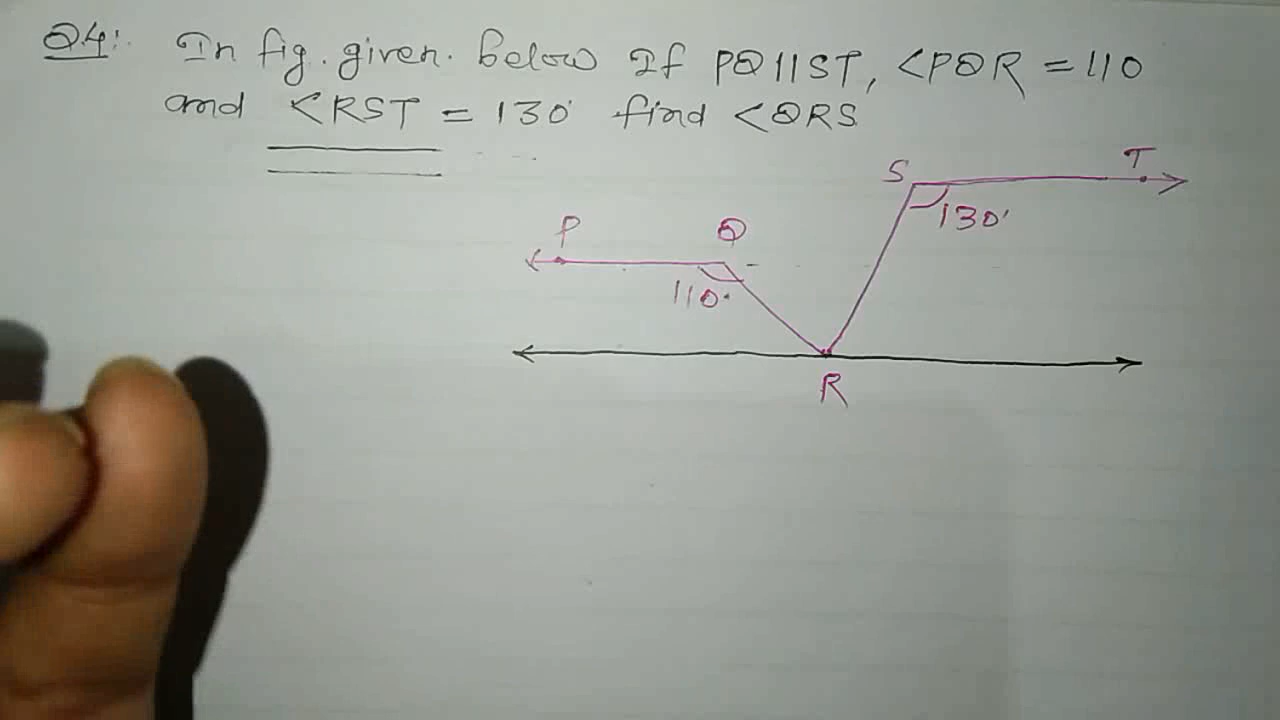 Q4:. In fig. given. below If PQ||ST, <PQR = 110
and <RST = 130° find <QRS
S
T
130°
P
Q
110°
R